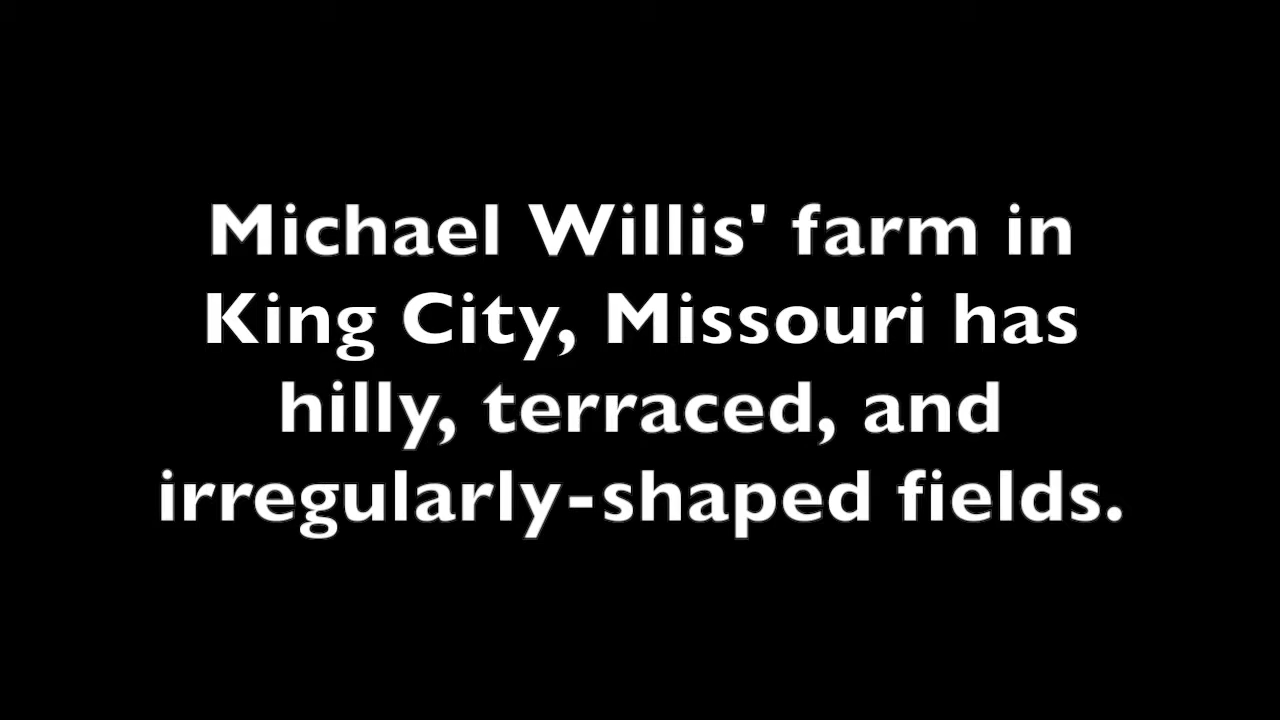 Michael Willis' farm in
King City, Missouri has
hilly, terraced, and
irregularly-shaped fields.